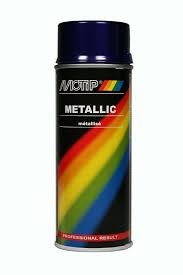 MOTIP
METALLIC
métallisé
PROFESSIONAL RESULT